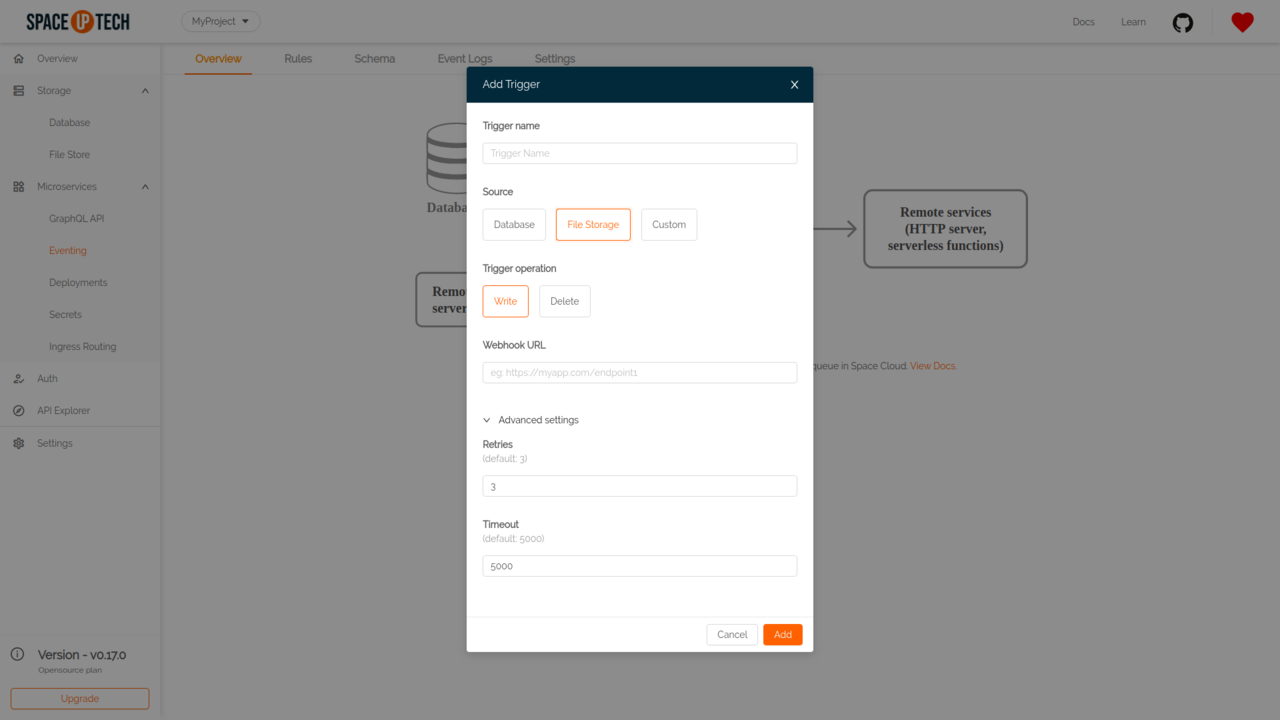 SPACE UP TECH
MyProject
Docs
Learn
Overview
Storage
Database
File Store
Microservices
GraphQL API
Eventing
Deployments
Secrets
Ingress Routing
Auth
API Explorer
Settings
Version - v0.17.0
Opensource plan
Upgrade
Overview
Rules
Schema
Event Logs
Settings
Databa
Remo
server
Remote services
(HTTP server,
serverless functions)
queue in Space Cloud. View Docs.
Add Trigger
X
Trigger name
Trigger Name
Source
Database
File Storage
Custom
Trigger operation
Write
Delete
Webhook URL
eg: https://myapp.com/endpoint1
Advanced settings
Retries
(default: 3)
3
Timeout
(default: 5000)
5000
Cancel
Add